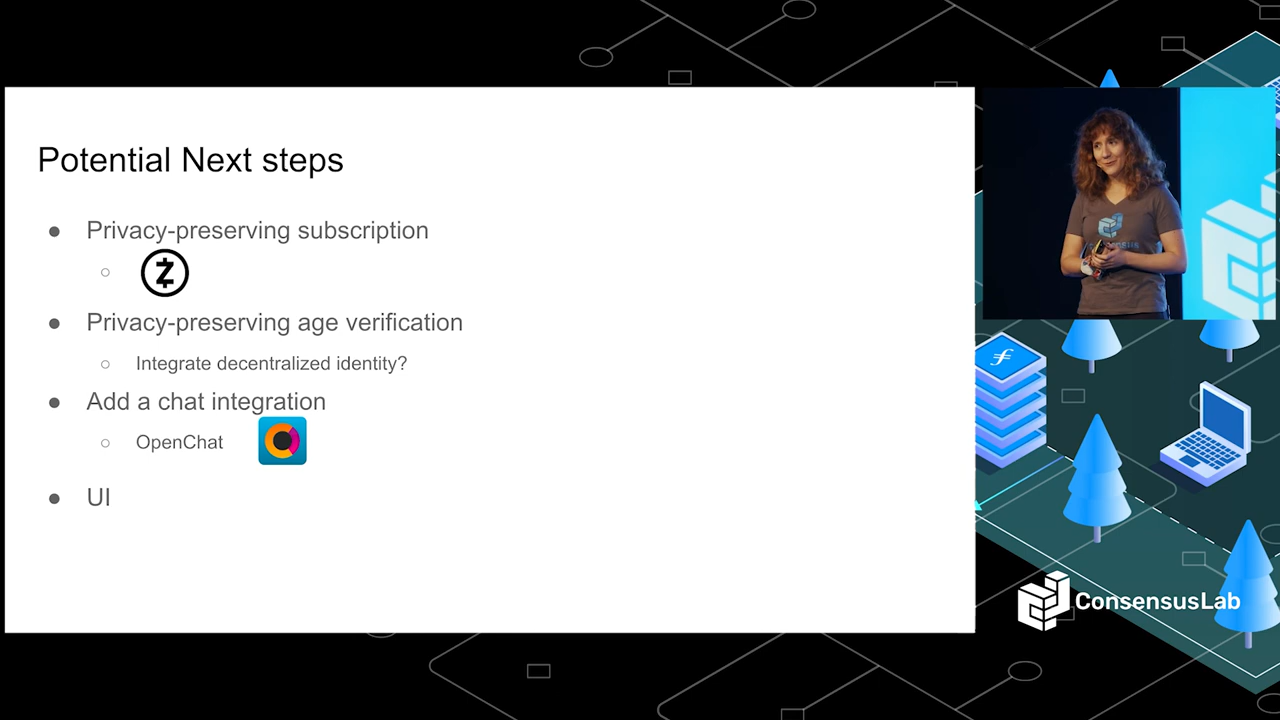 Potential Next steps
Privacy-preserving subscription
Privacy-preserving age verification
Integrate decentralized identity?
Add a chat integration
OpenChat
UI
ConsensusLab